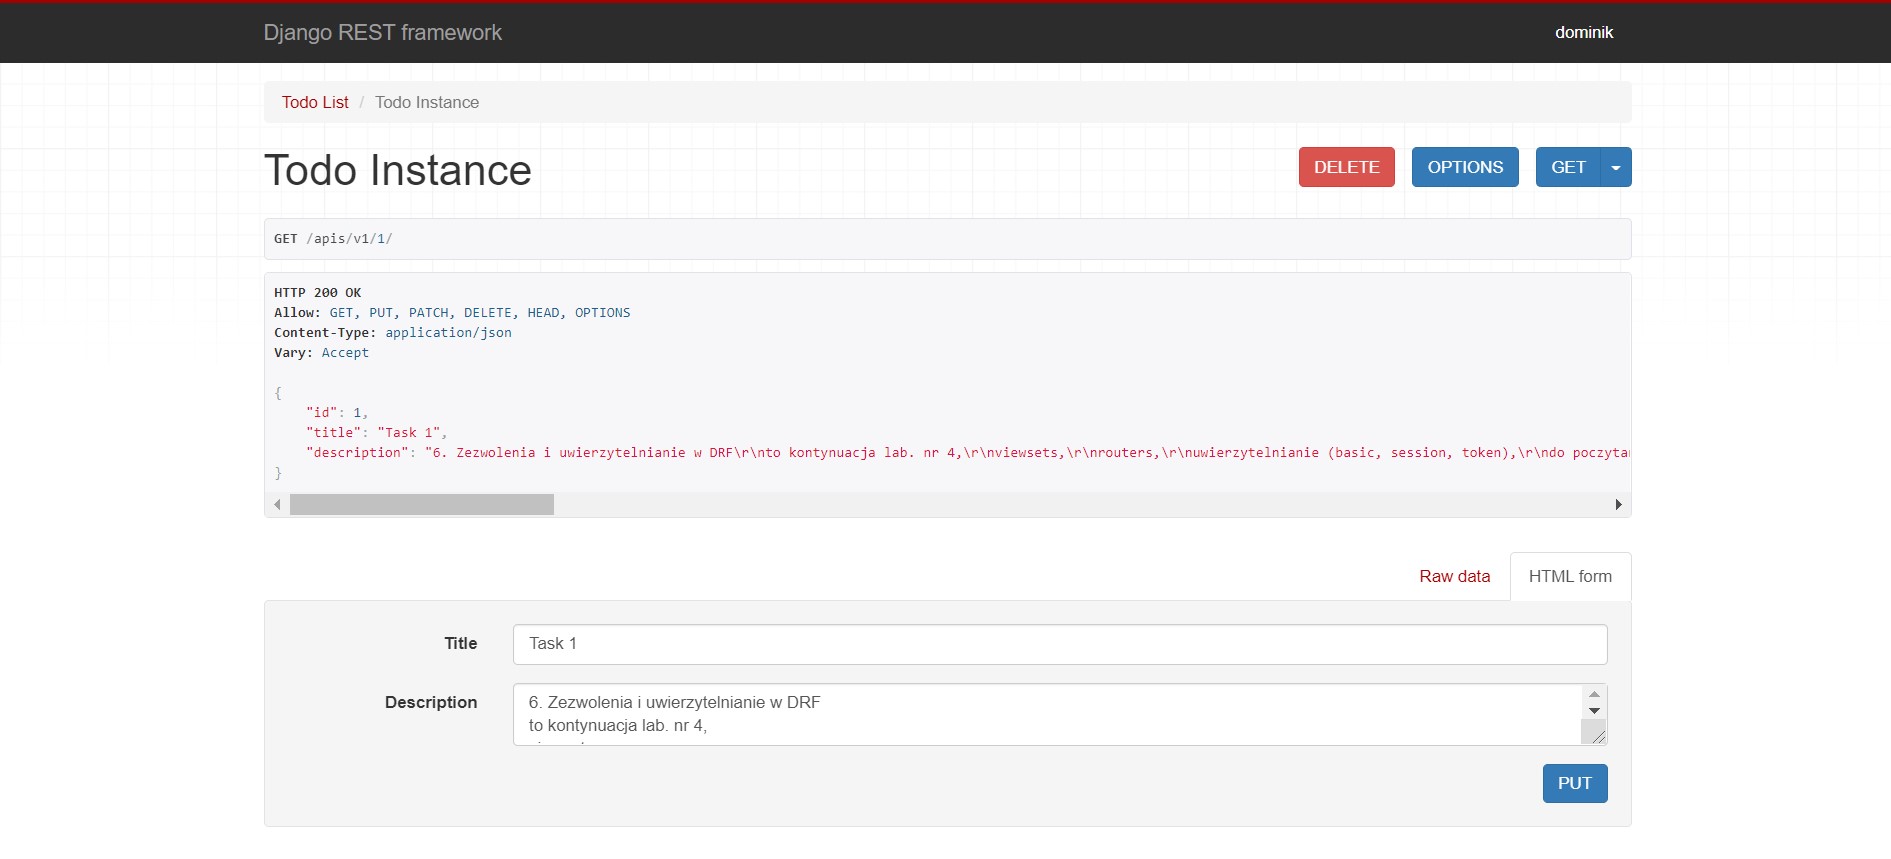 Django REST framework
dominik
Todo List / Todo Instance
Todo Instance
DELETE
OPTIONS
GET
GET /apis/v1/1/
HTTP 200 OK
Allow: GET, PUT, PATCH, DELETE, HEAD, OPTIONS
Content-Type: application/json
Vary: Accept
{
"id": 1,
"title": "Task 1",
"description": "6. Zezwolenia i uwierzytelnianie w DRF\r\nto kontynuacja lab. nr 4,\r\nviewsets,\r\nrouters,\r\nuwierzytelnianie (basic, session, token),\r\ndo
}
Raw data
HTML form
Title
Task 1
Description
6. Zezwolenia i uwierzytelnianie w DRF
to kontynuacja lab. nr 4,
PUT